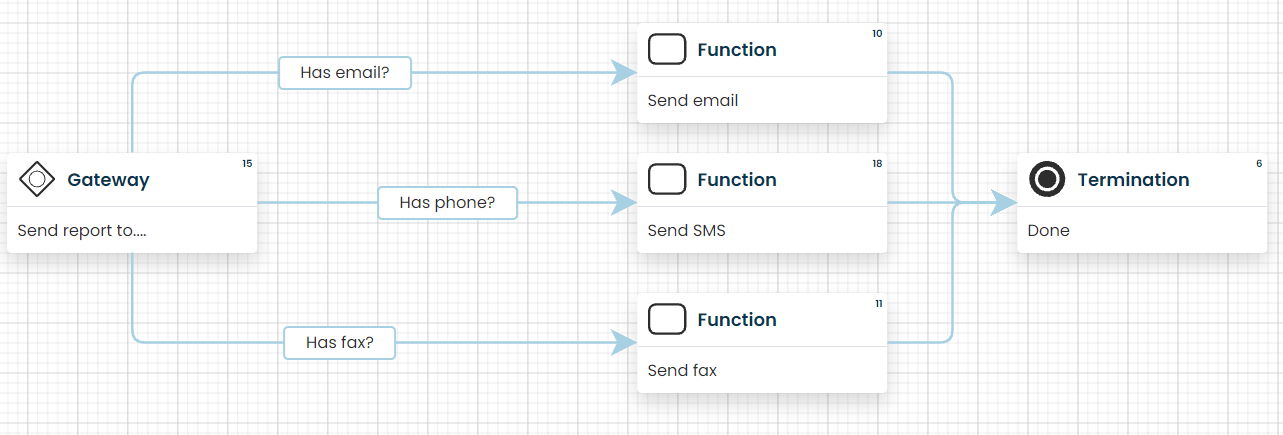 10
Function
Send email
Has email?
15
Gateway
Send report to....
Has phone?
18
Function
Send SMS
6
Termination
Done
Has fax?
11
Function
Send fax